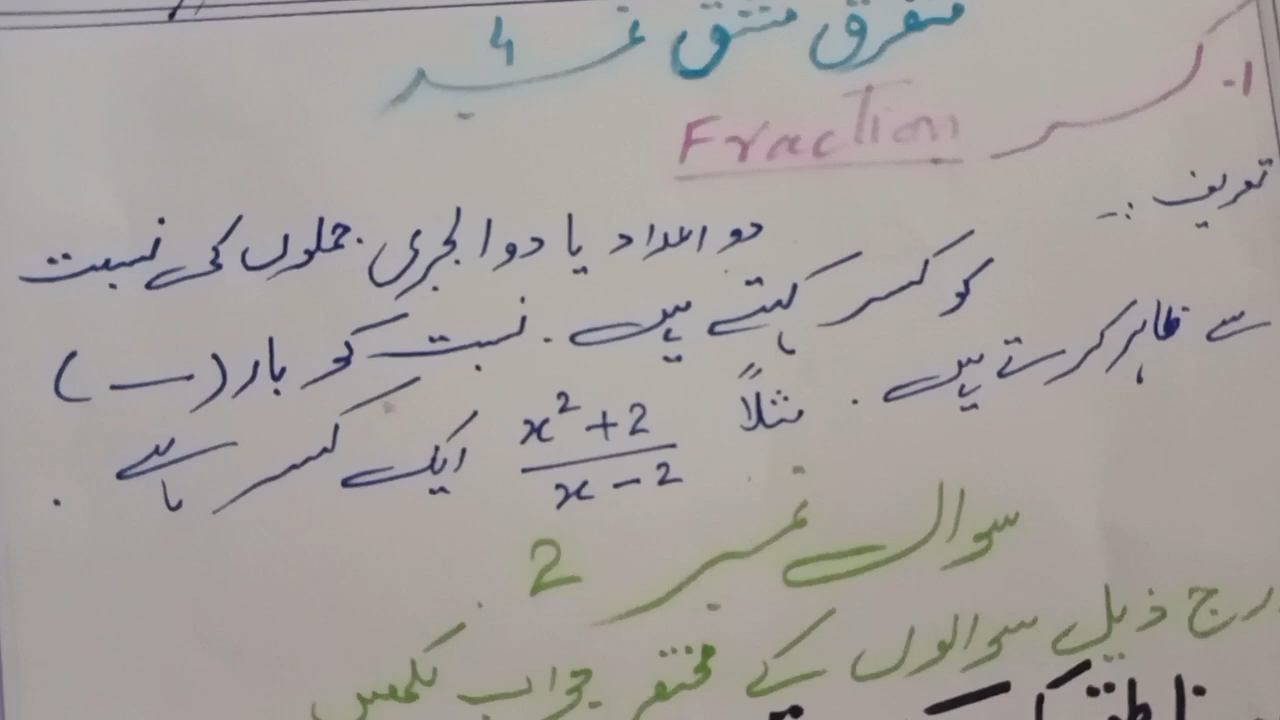 متفرق مشق نمبر 4
1- کسر Fraction
تعریف :-
دو اعداد یا دو الجبری جملوں کی نسبت
کو کسر کہتے ہیں۔ نسبت کو بار (—)
سے ظاہر کرتے ہیں۔ مثلاً (x²+2)/(x-2) ایک کسر ہے۔
سوال نمبر 2
درج ذیل سوالوں کے مختصر جواب لکھیں